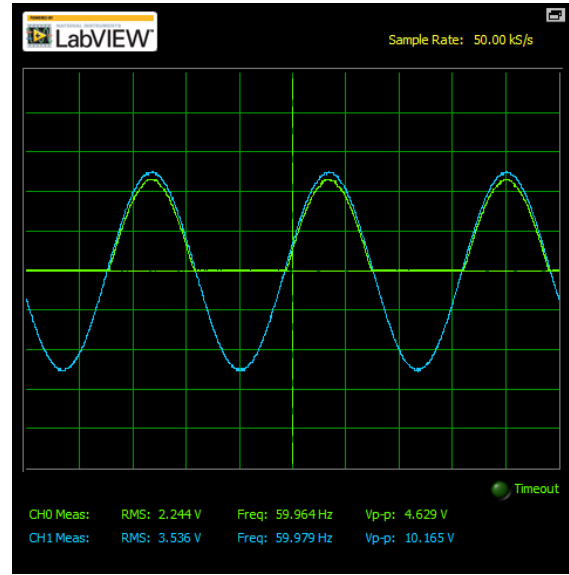 POWERED BY
NATIONAL INSTRUMENTS
LabVIEW™
Sample Rate: 50.00 kS/s
Timeout
CH0 Meas: RMS: 2.244 V Freq: 59.964 Hz Vp-p: 4.629 V
CH1 Meas: RMS: 3.536 V Freq: 59.979 Hz Vp-p: 10.165 V